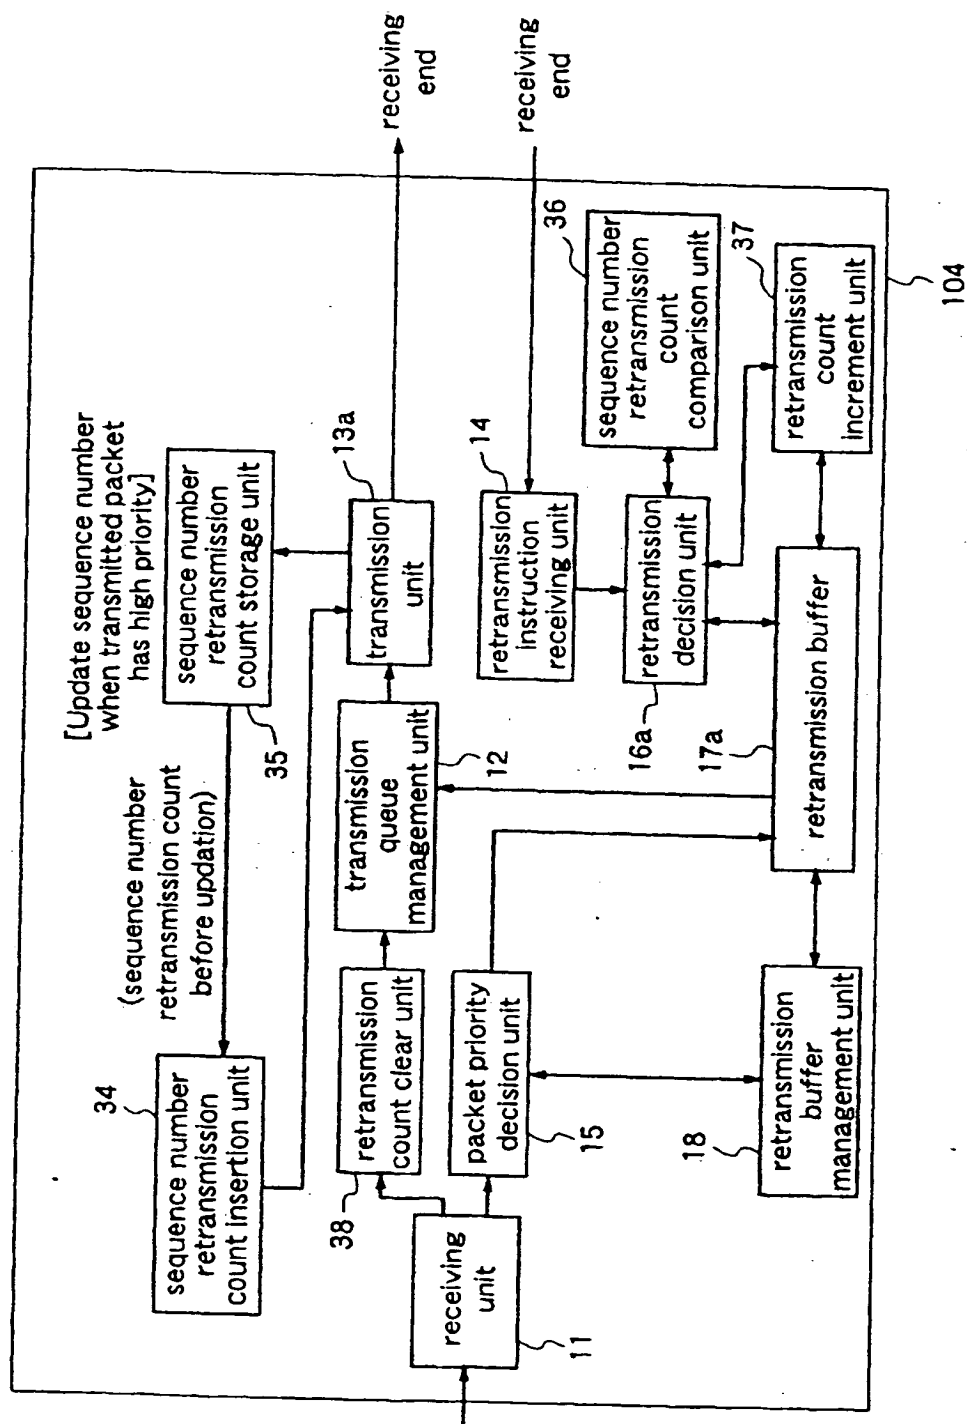 [Update sequence number
when transmitted packet
has high priority]
(sequence number
retransmission count
before updation)
34
sequence number
retransmission
count insertion unit
sequence number
retransmission
count storage unit
35
38
retransmission
count clear unit
transmission
queue
management unit
12
13a
transmission
unit
receiving
end
receiving
unit
11
packet priority
decision unit
15
14
retransmission
instruction
receiving unit
receiving
end
16a
retransmission
decision unit
36
sequence number
retransmission
count
comparison unit
18
retransmission
buffer
management unit
17a
retransmission buffer
37
retransmission
count
increment unit
104